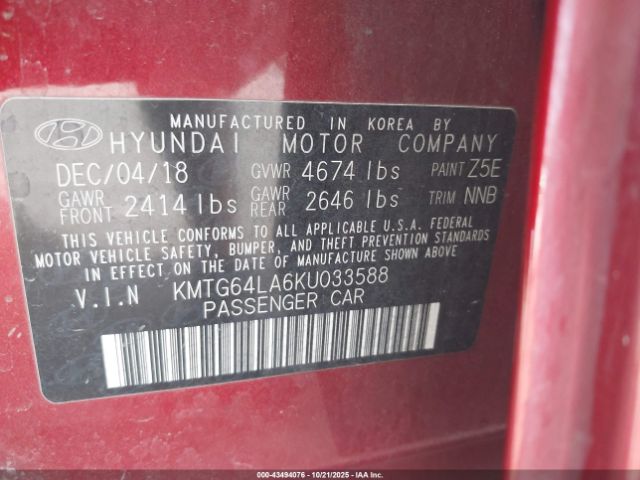 MANUFACTURED IN KOREA BY
HYUNDAI MOTOR COMPANY
DEC/04/18 GVWR 4674 lbs PAINT Z5E
GAWR FRONT 2414 lbs GAWR REAR 2646 lbs TRIM NNB
THIS VEHICLE CONFORMS TO ALL APPLICABLE U.S.A. FEDERAL
MOTOR VEHICLE SAFETY, BUMPER, AND THEFT PREVENTION STANDARDS
IN EFFECT ON THE DATE OF MANUFACTURE SHOWN ABOVE
V.I.N KMTG64LA6KU033588
PASSENGER CAR
000-43494076 - 10/21/2025 - IAAI.COM